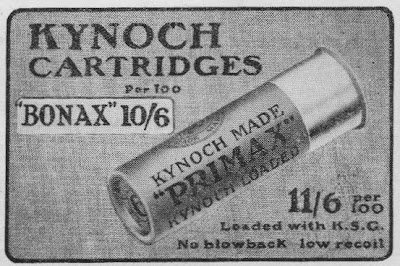 KYNOCH
CARTRIDGES
Per 100
"BONAX" 10/6
KYNOCH MADE
"PRIMAX"
KYNOCH LOADED
11/6 per 100
Loaded with K.S.G.
No blowback low recoil